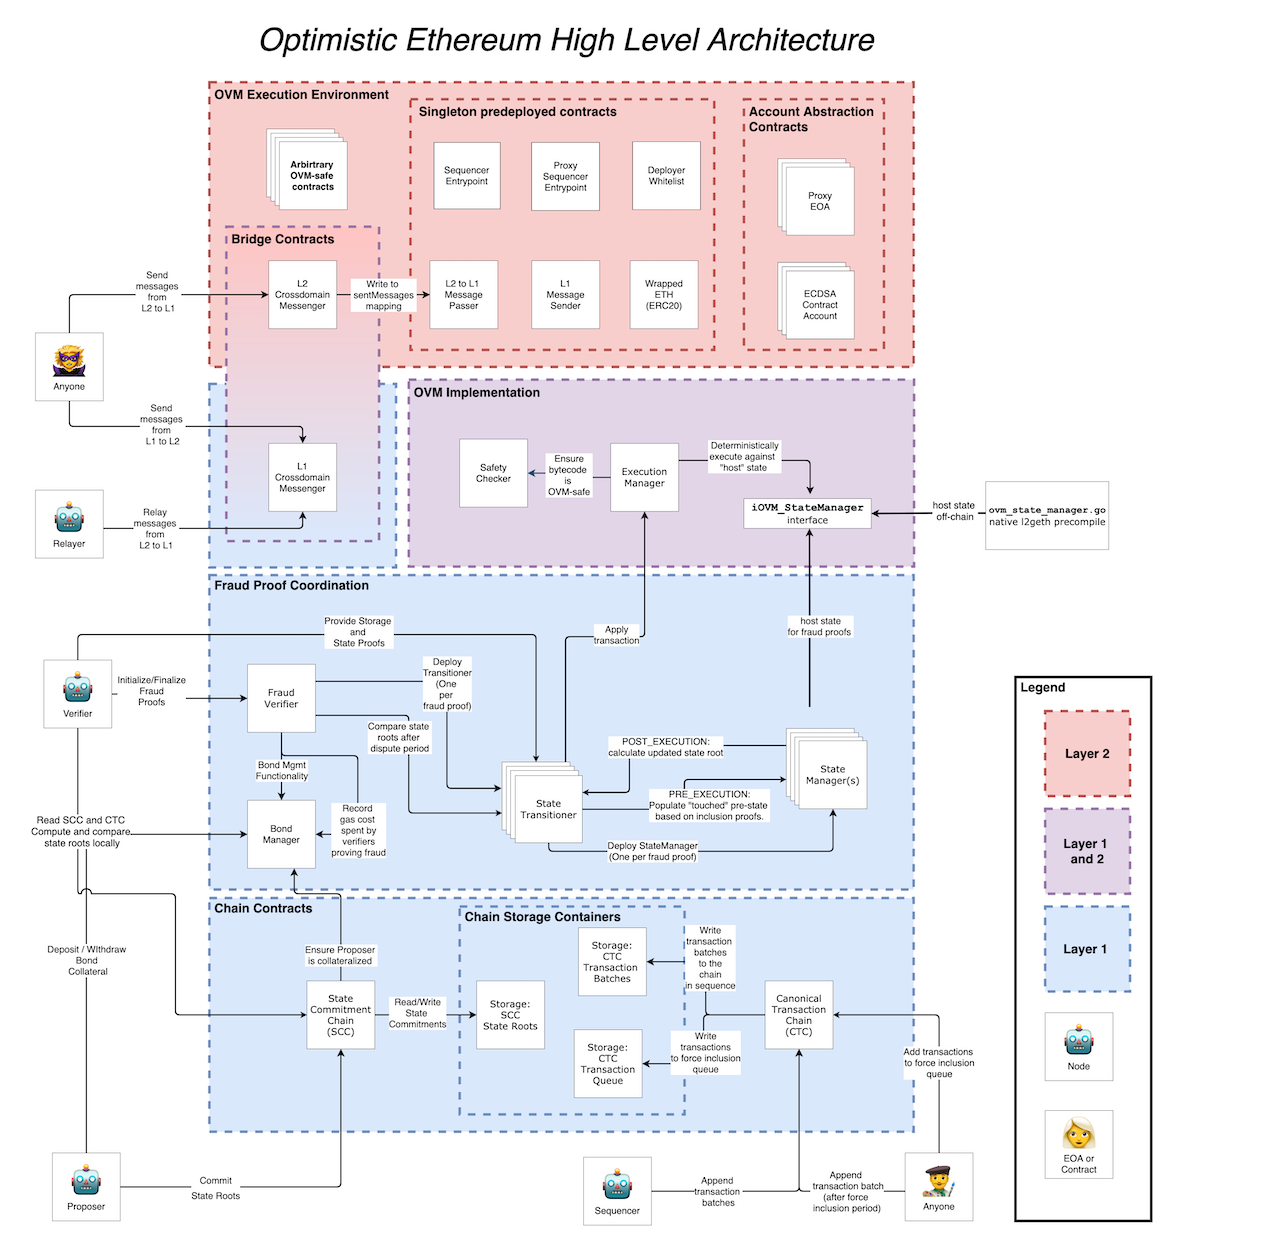 Optimistic Ethereum High Level Architecture
OVM Execution Environment
Singleton predeployed contracts
Account Abstraction
Contracts
Arbirtrary
OVM-safe
contracts
Sequencer
Entrypoint
Proxy
Sequencer
Entrypoint
Deployer
Whitelist
Proxy
EOA
Bridge Contracts
Send
messages
from
L2 to L1
L2
Crossdomain
Messenger
Write to
sentMessages
mapping
L2 to L1
Message
Passer
L1
Message
Sender
Wrapped
ETH
(ERC20)
ECDSA
Contract
Account
Anyone
OVM Implementation
Send
messages
from
L1 to L2
L1
Crossdomain
Messenger
Safety
Checker
Ensure
bytecode
is
OVM-safe
Execution
Manager
Deterministically
execute against
"host" state
iOVM_StateManager
interface
host state
off-chain
ovm_state_manager.go
native l2geth precompile
Relayer
Relay
messages
from
L2 to L1
Fraud Proof Coordination
Provide Storage
and
State Proofs
Apply
transaction
host state
for fraud proofs
Verifier
Initialize/Finalize
Fraud
Proofs
Fraud
Verifier
Deploy
Transitioner
(One
per
fraud proof)
Compare state
roots after
dispute period
Bond Mgmt
Functionality
POST_EXECUTION:
calculate updated state root
State
Manager(s)
PRE_EXECUTION:
Populate "touched" pre-state
based on inclusion proofs.
State
Transitioner
Read SCC and CTC
Compute and compare
state roots locally
Bond
Manager
Record
gas cost
spent by
verifiers
proving fraud
Deploy StateManager
(One per fraud proof)
Chain Contracts
Chain Storage Containers
Deposit / WIthdraw
Bond
Collateral
Ensure Proposer
is collateralized
Storage:
CTC
Transaction
Batches
Write
transaction
batches
to the
chain
in sequence
State
Commitment
Chain
(SCC)
Read/Write
State
Commitments
Storage:
SCC
State Roots
Canonical
Transaction
Chain
(CTC)
Storage:
CTC
Transaction
Queue
Write
transactions
to force inclusion
queue
Add transactions
to force inclusion
queue
Proposer
Commit
State Roots
Sequencer
Append
transaction
batches
Append
transaction batch
(after force
inclusion period)
Anyone
Legend
Layer 2
Layer 1
and 2
Layer 1
Node
EOA or
Contract